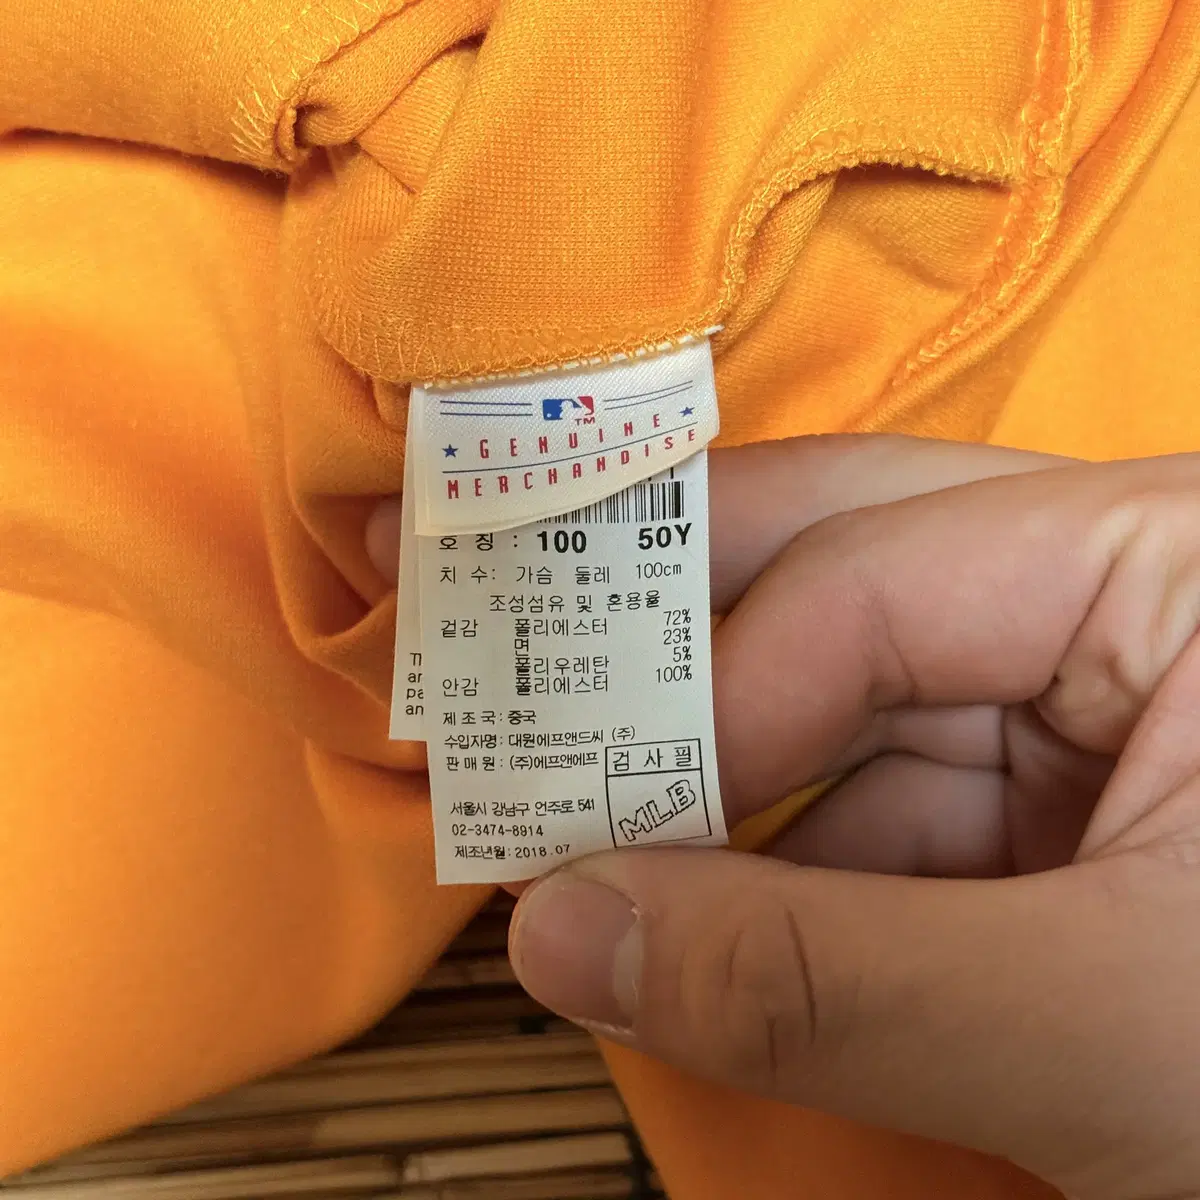 TM
GENUINE
MERCHANDISE
호 칭 : 100 50Y
치 수: 가슴 둘레 100cm
조성섬유 및 혼용율
겉감 폴리에스터 72%
면 23%
폴리우레탄 5%
안감 폴리에스터 100%
제 조 국 : 중국
수입자명 : 대원에프앤드씨 (주)
판 매 원 : (주)에프앤에프
검 사 필
MLB
서울시 강남구 언주로 541
02-3474-8914
제조년월 : 2018.07